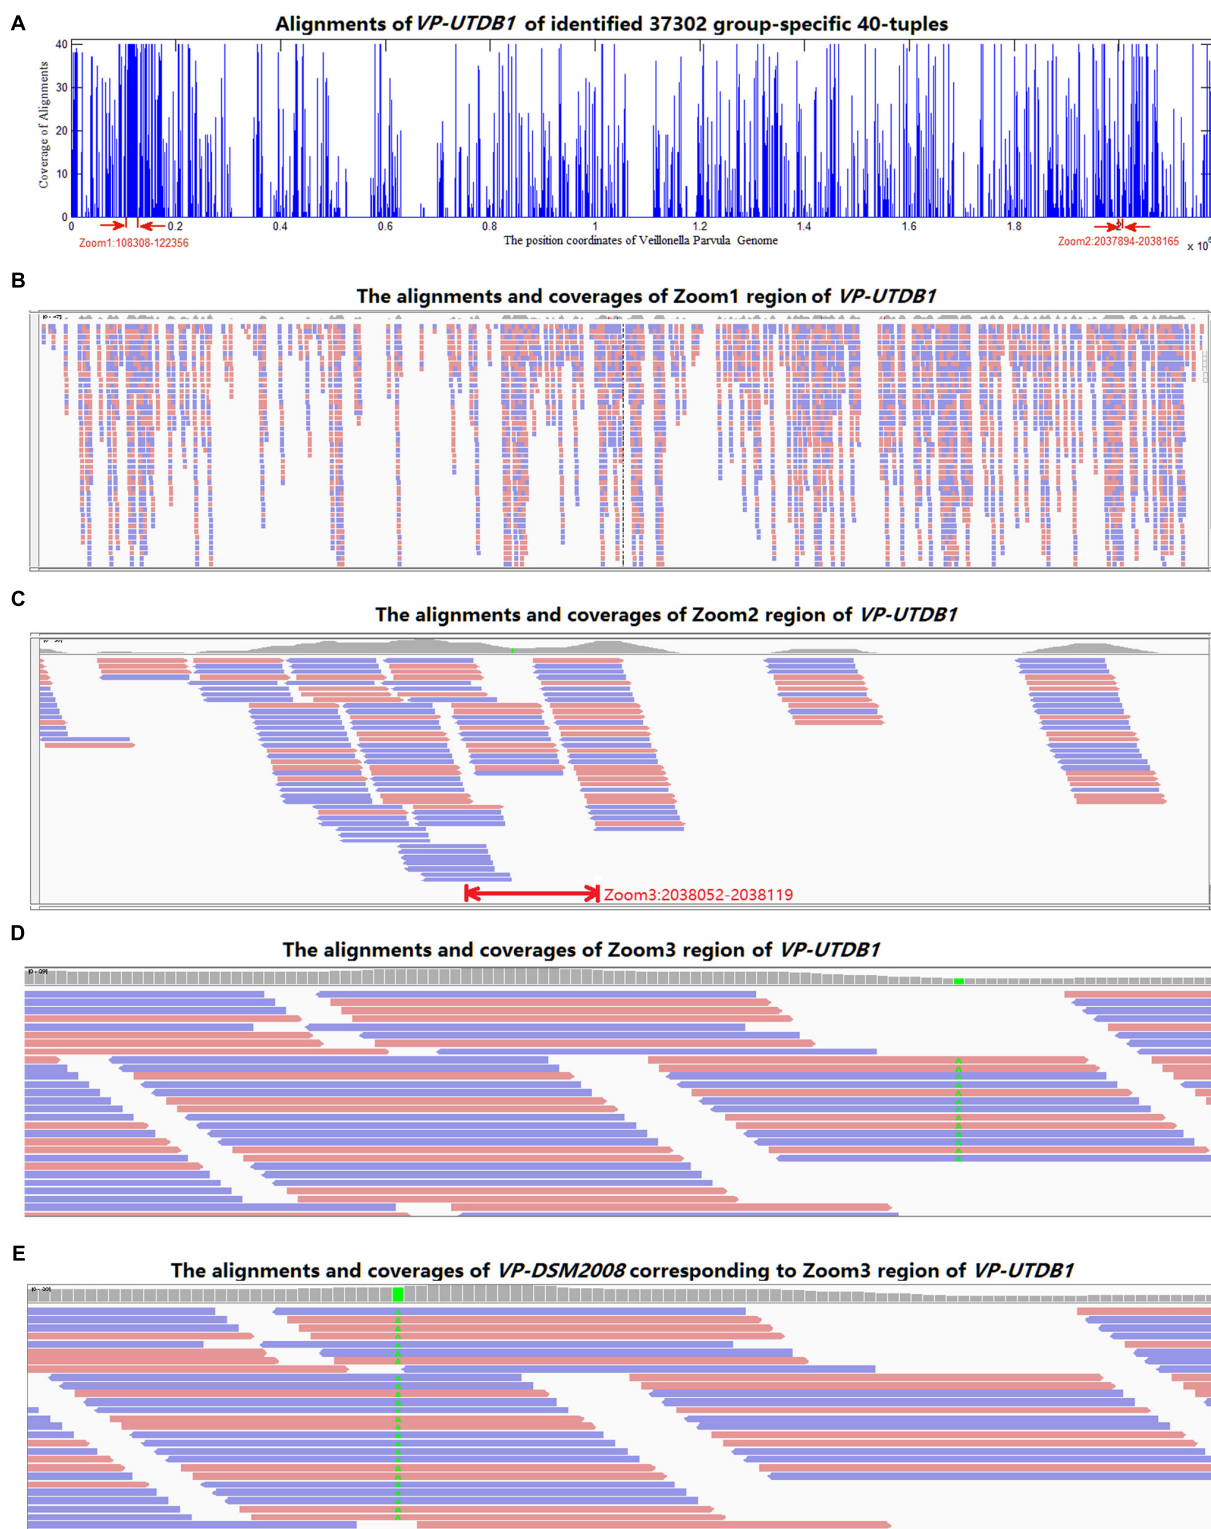 A
Alignments of VP-UTDB1 of identified 37302 group-specific 40-tuples
Coverage of Alignments
40
30
20
10
0
0 0.2 0.4 0.6 0.8 1 1.2 1.4 1.6 1.8 2
x 10⁶
Zoom1:108308-122356
The position coordinates of Veillonella Parvula Genome
Zoom2:2037894-2038165
B
The alignments and coverages of Zoom1 region of VP-UTDB1
C
The alignments and coverages of Zoom2 region of VP-UTDB1
Zoom3:2038052-2038119
D
The alignments and coverages of Zoom3 region of VP-UTDB1
E
The alignments and coverages of VP-DSM2008 corresponding to Zoom3 region of VP-UTDB1